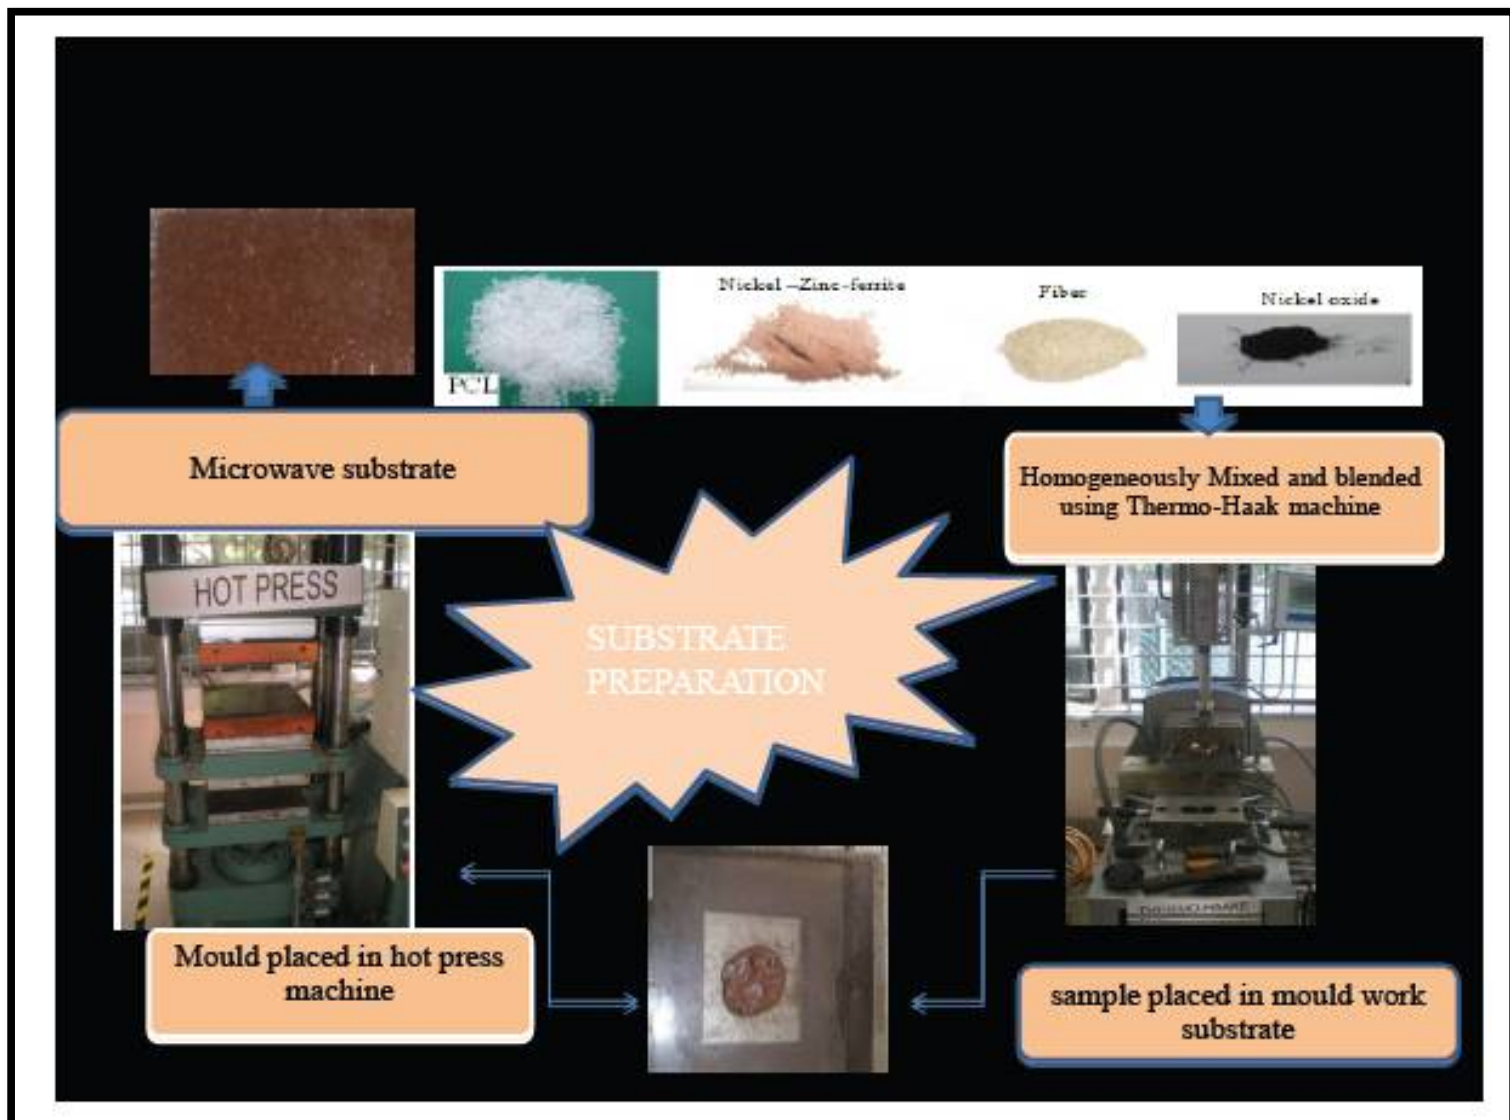 Nickel –Zinc-ferrite
Fiber
Nickel oxide
PCL
Microwave substrate
Homogeneously Mixed and blended
using Thermo-Haak machine
HOT PRESS
SUBSTRATE
PREPARATION
Mould placed in hot press
machine
sample placed in mould work
substrate